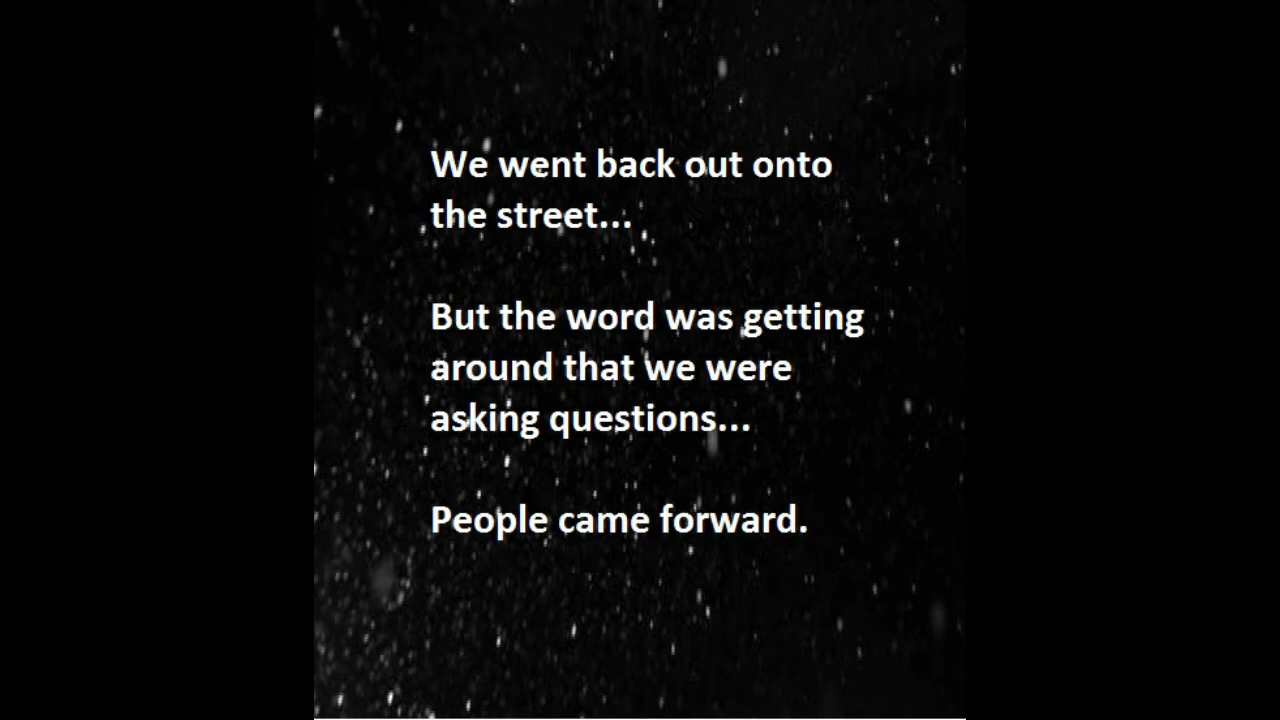 We went back out onto
the street...
But the word was getting
around that we were
asking questions...
People came forward.